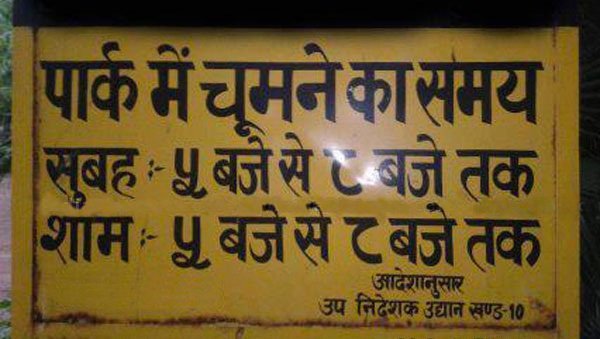 पार्क में चूमने का समय
सुबह :- ५ बजे से ८ बजे तक
शाम :- ५ बजे से ८ बजे तक
आदेशानुसार
उप निदेशक उद्यान खण्ड-10